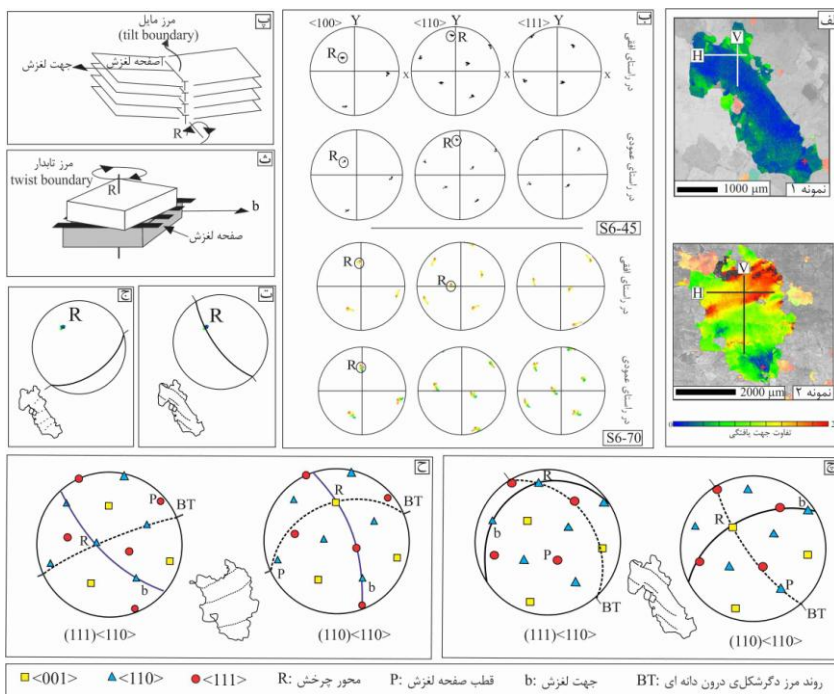 الف
V
H
1000 µm
نمونه ۱
V
H
2000 µm
نمونه ۲
تفاوت جهت یافتگی
ب
<100> Y
<110> Y
<111> Y
R
R
X
X
X
در راستای افقی
R
R
در راستای عمودی
S6-45
R
R
در راستای افقی
R
در راستای عمودی
S6-70
پ
مرز مایل
(tilt boundary)
صفحه لغزش
جهت لغزش
T
T
T
T
R
ث
مرز تابدار
twist boundary
R
b
صفحه لغزش
ت
R
ج
R
چ
R
b
P
BT
(111)<110>
R
b
P
BT
(110)<110>
ح
P
BT
R
b
(111)<110>
R
BT
P
b
(110)<110>
<001>
<110>
<111>
R: محور چرخش
P: قطب صفحه لغزش
b: جهت لغزش
BT: روند مرز دگرشکلی درون دانه ای